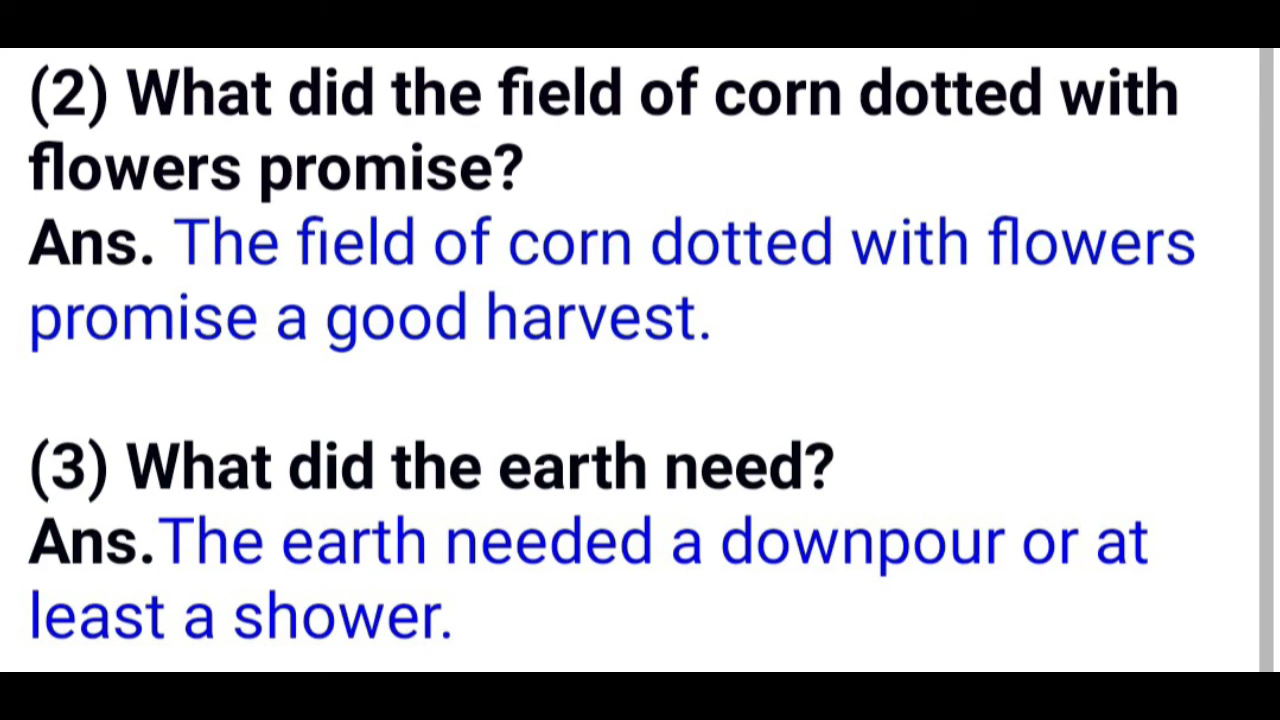 (2) What did the field of corn dotted with
flowers promise?
Ans. The field of corn dotted with flowers
promise a good harvest.
(3) What did the earth need?
Ans.The earth needed a downpour or at
least a shower.